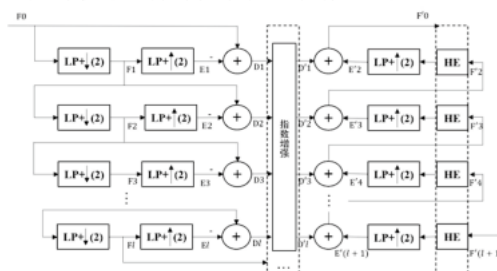 F0 F'0
LP+↓(2) LP+↑(2) + D1 D'1 + LP+↑(2) HE
F1 E1 - E'2 F'2
LP+↓(2) LP+↑(2) + D2 D'2 + LP+↑(2) HE
F2 E2 - E'3 F'3
指数增强
LP+↓(2) LP+↑(2) + D3 D'3 + LP+↑(2) HE
F3 E3 - E'4 F'4
⋮ ⋮ ⋮
LP+↓(2) LP+↑(2) + Dl D'l + LP+↑(2) HE
Fl El - E'(l+1) F'(l+1)
…